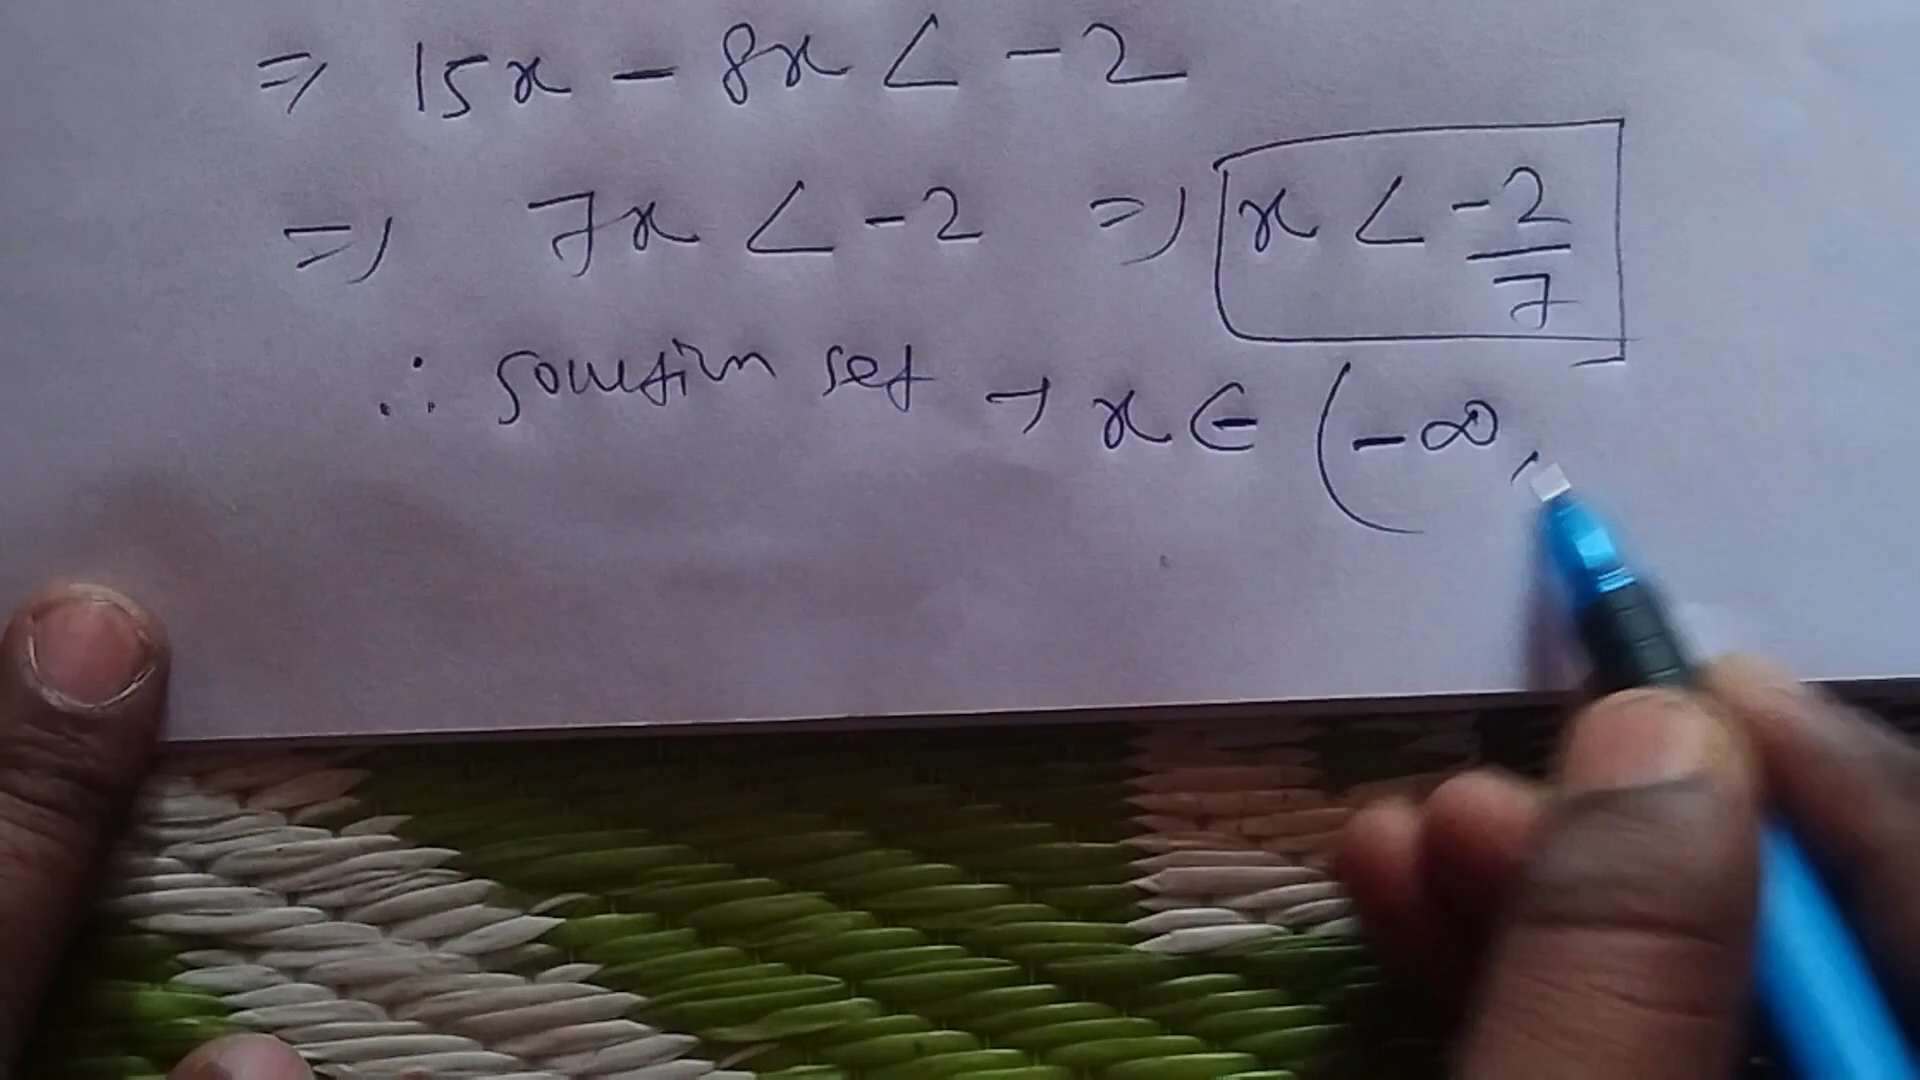 ⇒ 15x - 8x < -2
⇒ 7x < -2 ⇒ x < -2/7
∴ solution set → x ∈ (-∞,